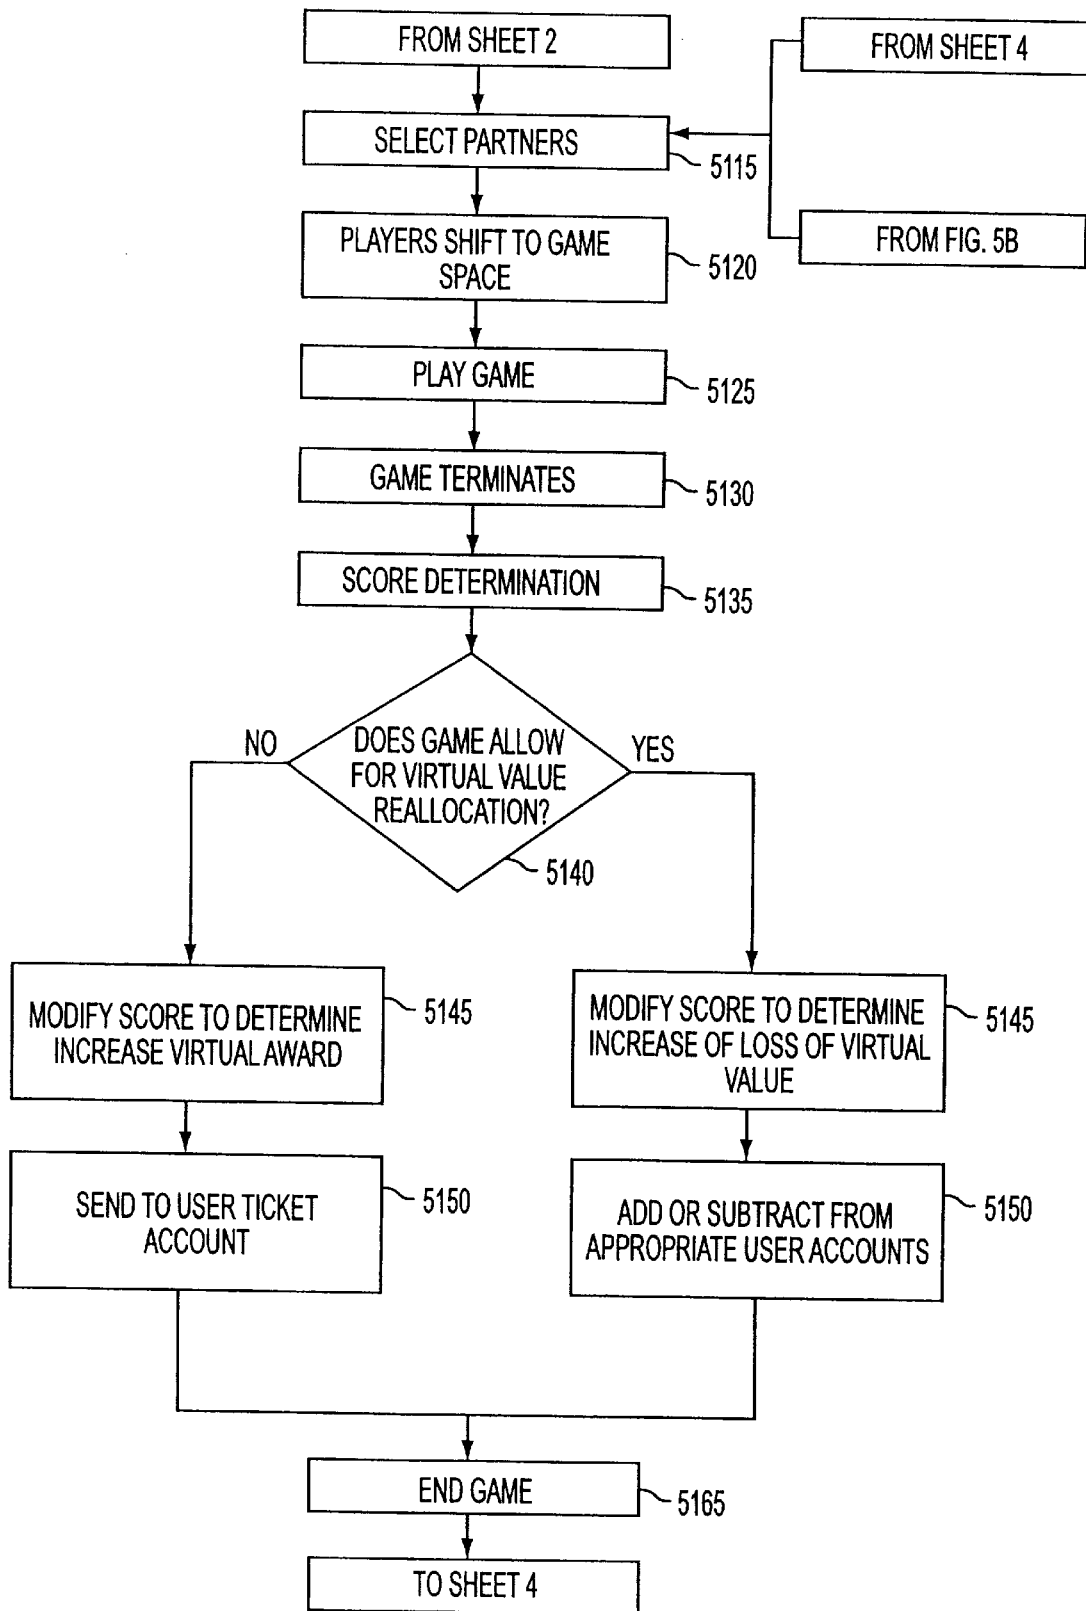 FROM SHEET 2
FROM SHEET 4
SELECT PARTNERS
5115
PLAYERS SHIFT TO GAME
SPACE
5120
FROM FIG. 5B
PLAY GAME
5125
GAME TERMINATES
5130
SCORE DETERMINATION
5135
NO
DOES GAME ALLOW
FOR VIRTUAL VALUE
REALLOCATION?
YES
5140
MODIFY SCORE TO DETERMINE
INCREASE VIRTUAL AWARD
5145
MODIFY SCORE TO DETERMINE
INCREASE OF LOSS OF VIRTUAL
VALUE
5145
SEND TO USER TICKET
ACCOUNT
5150
ADD OR SUBTRACT FROM
APPROPRIATE USER ACCOUNTS
5150
END GAME
5165
TO SHEET 4